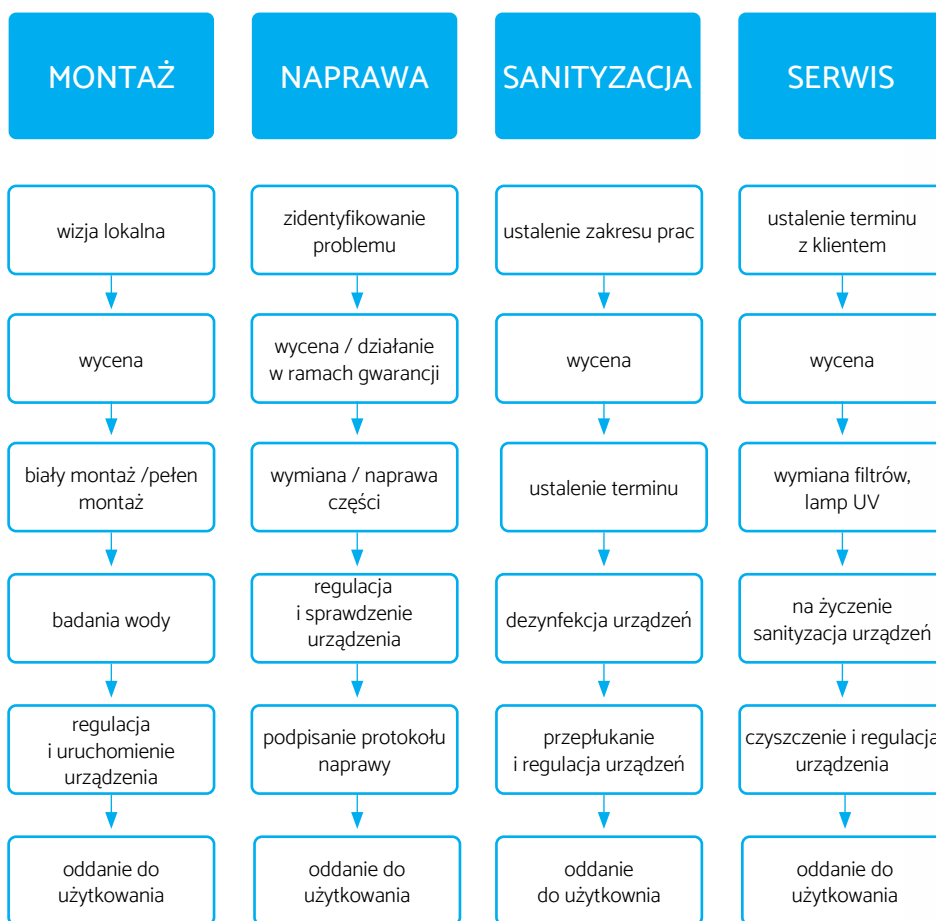 MONTAŻ
wizja lokalna
wycena
biały montaż /pełen
montaż
badania wody
regulacja
i uruchomienie
urządzenia
oddanie do
użytkowania
NAPRAWA
zidentyfikowanie
problemu
wycena / działanie
w ramach gwarancji
wymiana / naprawa
części
regulacja
i sprawdzenie
urządzenia
podpisanie protokołu
naprawy
oddanie do
użytkowania
SANITYZACJA
ustalenie zakresu prac
wycena
ustalenie terminu
dezynfekcja urządzeń
przepłukanie
i regulacja urządzeń
oddanie
do użytkownia
SERWIS
ustalenie terminu
z klientem
wycena
wymiana filtrów,
lamp UV
na życzenie
sanityzacja urządzeń
czyszczenie i regulacja
urządzenia
oddanie do
użytkowania